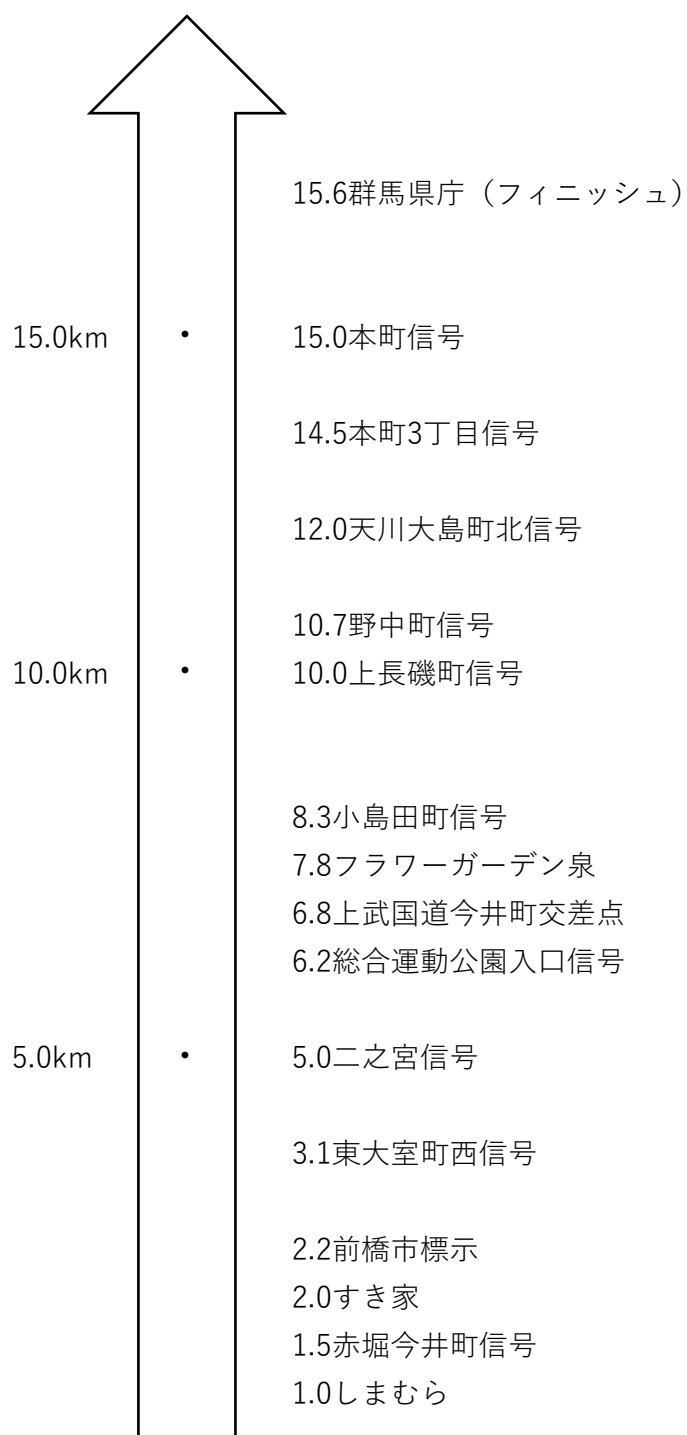 15.6群馬県庁（フィニッシュ）
15.0km ・ 15.0本町信号
14.5本町3丁目信号
12.0天川大島町北信号
10.7野中町信号
10.0km ・ 10.0上長磯町信号
8.3小島田町信号
7.8フラワーガーデン泉
6.8上武国道今井町交差点
6.2総合運動公園入口信号
5.0km ・ 5.0二之宮信号
3.1東大室町西信号
2.2前橋市標示
2.0すき家
1.5赤堀今井町信号
1.0しまむら